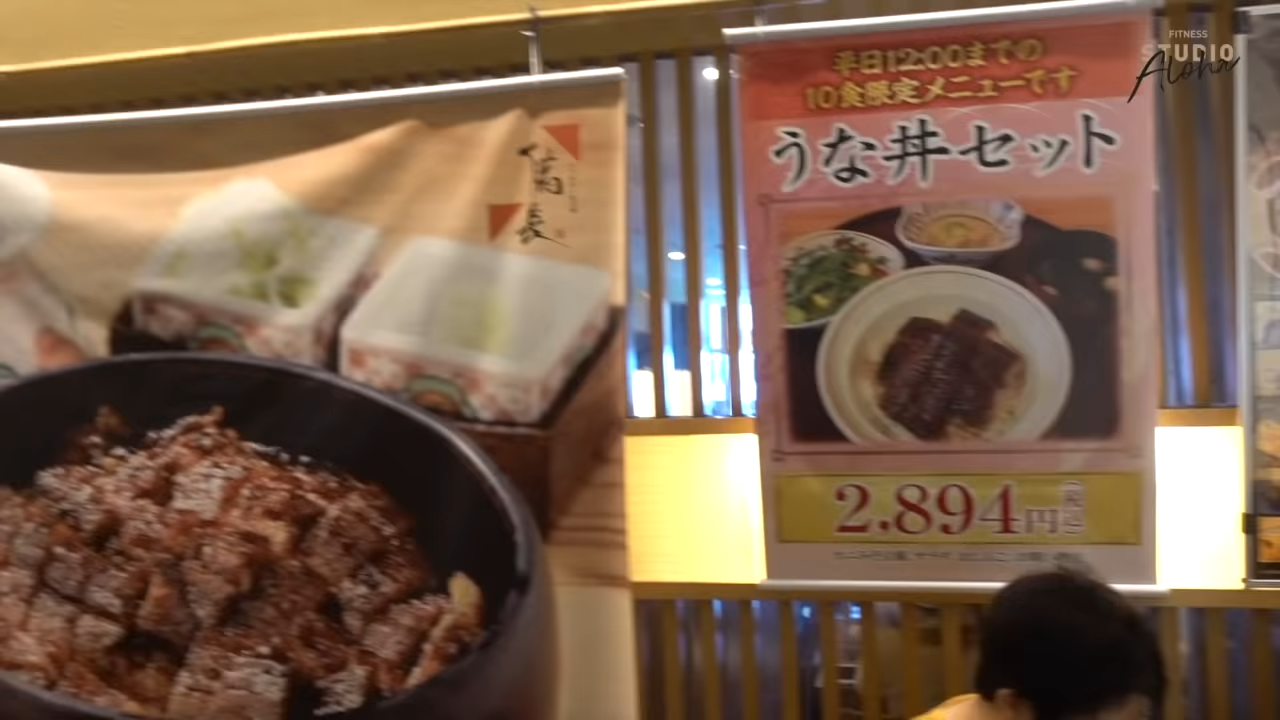 FITNESS
STUDIO
Aloha
平日12:00までの
10食限定メニューです
うな丼セット
2,894円